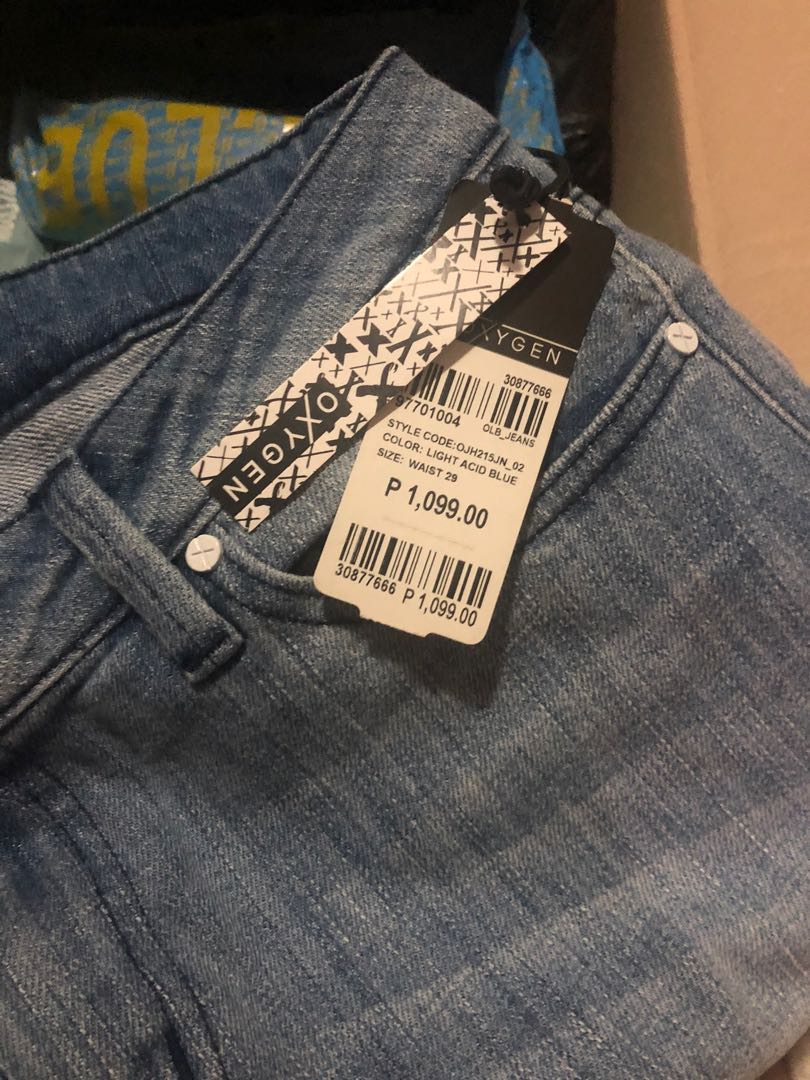 OXYGEN
OXYGEN
30877666
97701004
OLB_JEANS
STYLE CODE:OJH215JN_02
COLOR: LIGHT ACID BLUE
SIZE: WAIST 29
P 1,099.00
30877666 P 1,099.00